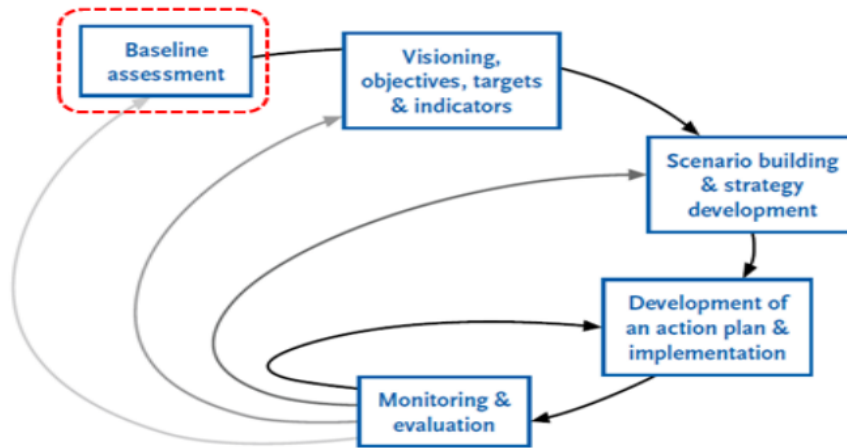 Baseline
assessment
Visioning,
objectives, targets
& indicators
Scenario building
& strategy
development
Development of
an action plan &
implementation
Monitoring &
evaluation